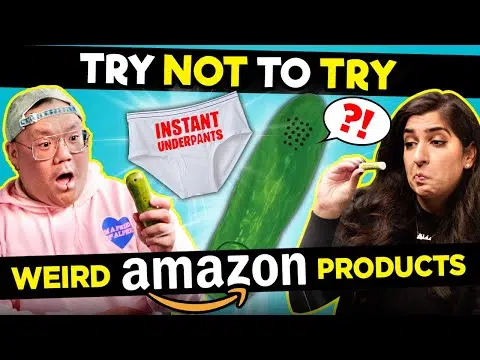 TRY NOT TO TRY
INSTANT
UNDERPANTS
?!
WEIRD amazon PRODUCTS